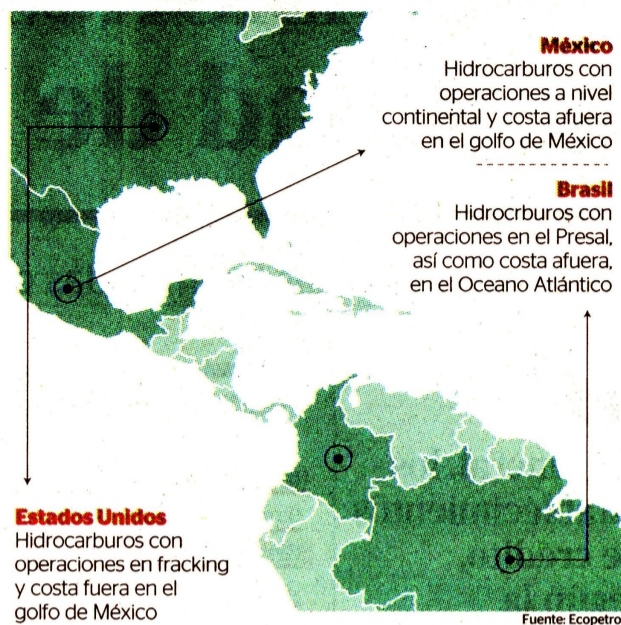 México
Hidrocarburos con
operaciones a nivel
continental y costa afuera
en el golfo de México
Brasil
Hidrocrburos con
operaciones en el Presal,
así como costa afuera,
en el Oceano Atlántico
Estados Unidos
Hidrocarburos con
operaciones en fracking
y costa fuera en el
golfo de México
Fuente: Ecopetro